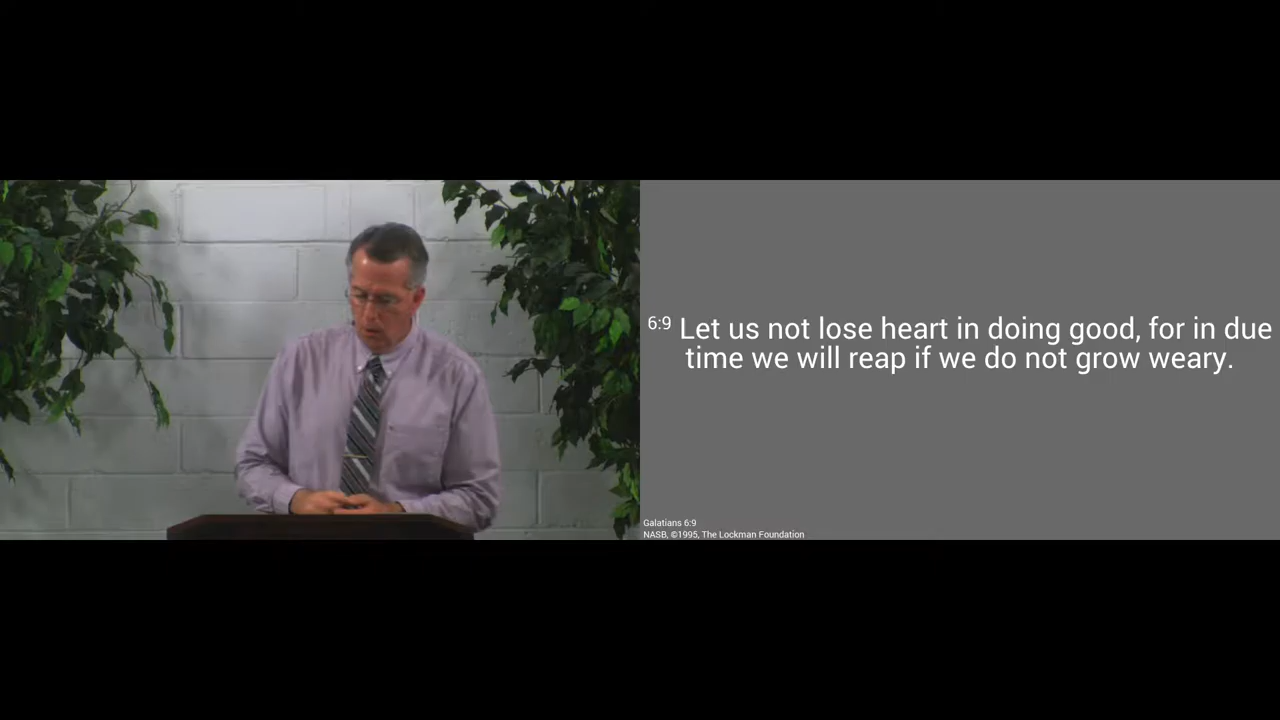 6:9 Let us not lose heart in doing good, for in due
time we will reap if we do not grow weary.
Galatians 6:9
NASB, ©1995, The Lockman Foundation